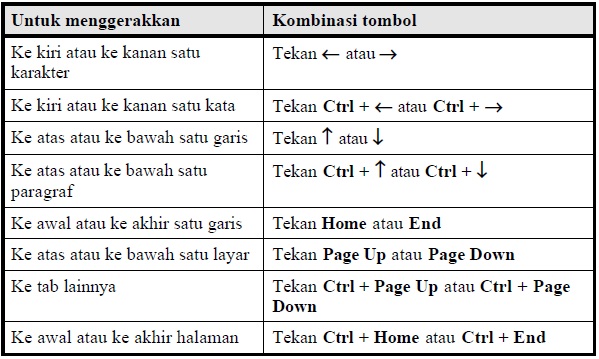 Untuk menggerakkan Kombinasi tombol
Ke kiri atau ke kanan satu Tekan ← atau →
karakter
Ke kiri atau ke kanan satu kata Tekan Ctrl + ← atau Ctrl + →
Ke atas atau ke bawah satu garis Tekan ↑ atau ↓
Ke atas atau ke bawah satu Tekan Ctrl + ↑ atau Ctrl + ↓
paragraf
Ke awal atau ke akhir satu garis Tekan Home atau End
Ke atas atau ke bawah satu layar Tekan Page Up atau Page Down
Ke tab lainnya Tekan Ctrl + Page Up atau Ctrl + Page
Down
Ke awal atau ke akhir halaman Tekan Ctrl + Home atau Ctrl + End